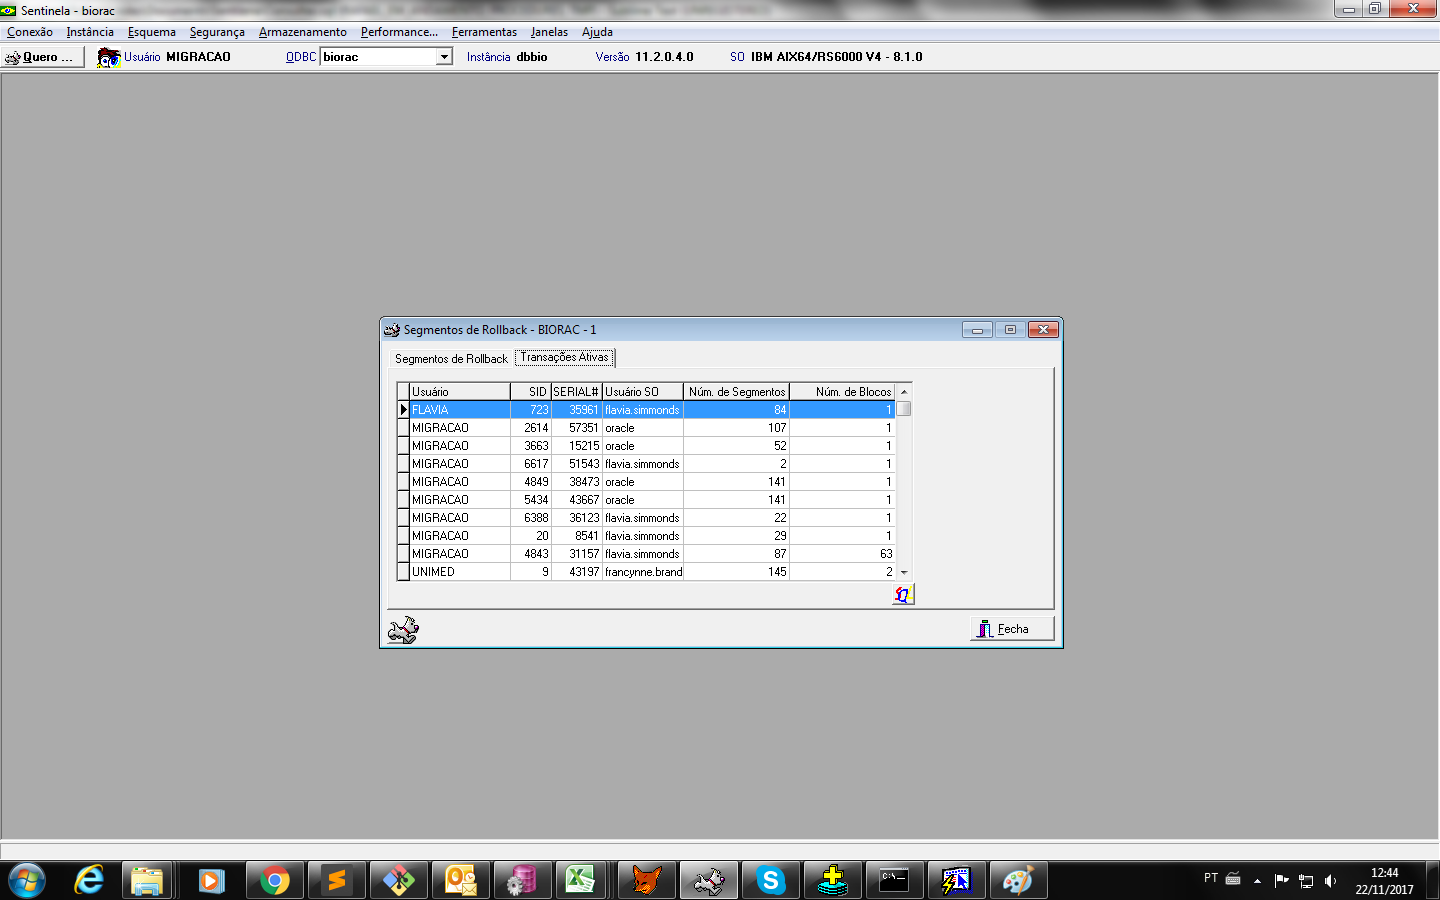 Sentinela - biorac
Conexão Instância Esquema Segurança Armazenamento Performance... Ferramentas Janelas Ajuda
Quero ... Usuário MIGRACAO ODBC biorac Instância dbbio Versão 11.2.0.4.0 SO IBM AIX64/RS6000 V4 - 8.1.0
Segmentos de Rollback - BIORAC - 1
Segmentos de Rollback Transações Ativas
Usuário SID SERIAL# Usuário SO Núm. de Segmentos Núm. de Blocos
FLAVIA 723 35961 flavia.simmonds 84 1
MIGRACAO 2614 57351 oracle 107 1
MIGRACAO 3663 15215 oracle 52 1
MIGRACAO 6617 51543 flavia.simmonds 2 1
MIGRACAO 4849 38473 oracle 141 1
MIGRACAO 5434 43667 oracle 141 1
MIGRACAO 6388 36123 flavia.simmonds 22 1
MIGRACAO 20 8541 flavia.simmonds 29 1
MIGRACAO 4843 31157 flavia.simmonds 87 63
UNIMED 9 43197 francynne.brand 145 2
Fecha
C:\._
PT 12:44
22/11/2017